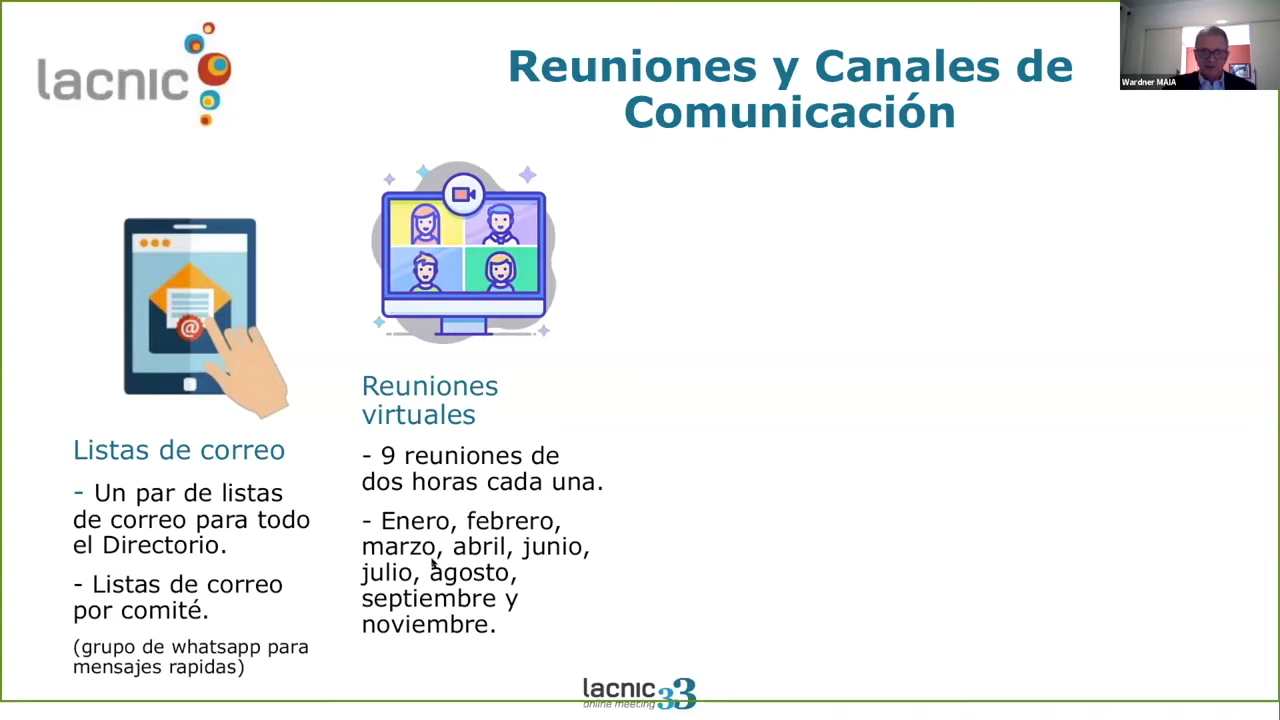 lacnic
Reuniones y Canales de
Comunicación
Wardner MAIA
@
Listas de correo
- Un par de listas
de correo para todo
el Directorio.
- Listas de correo
por comité.
(grupo de whatsapp para
mensajes rapidas)
Reuniones
virtuales
- 9 reuniones de
dos horas cada una.
- Enero, febrero,
marzo, abril, junio,
julio, agosto,
septiembre y
noviembre.
lacnic 33
online meeting